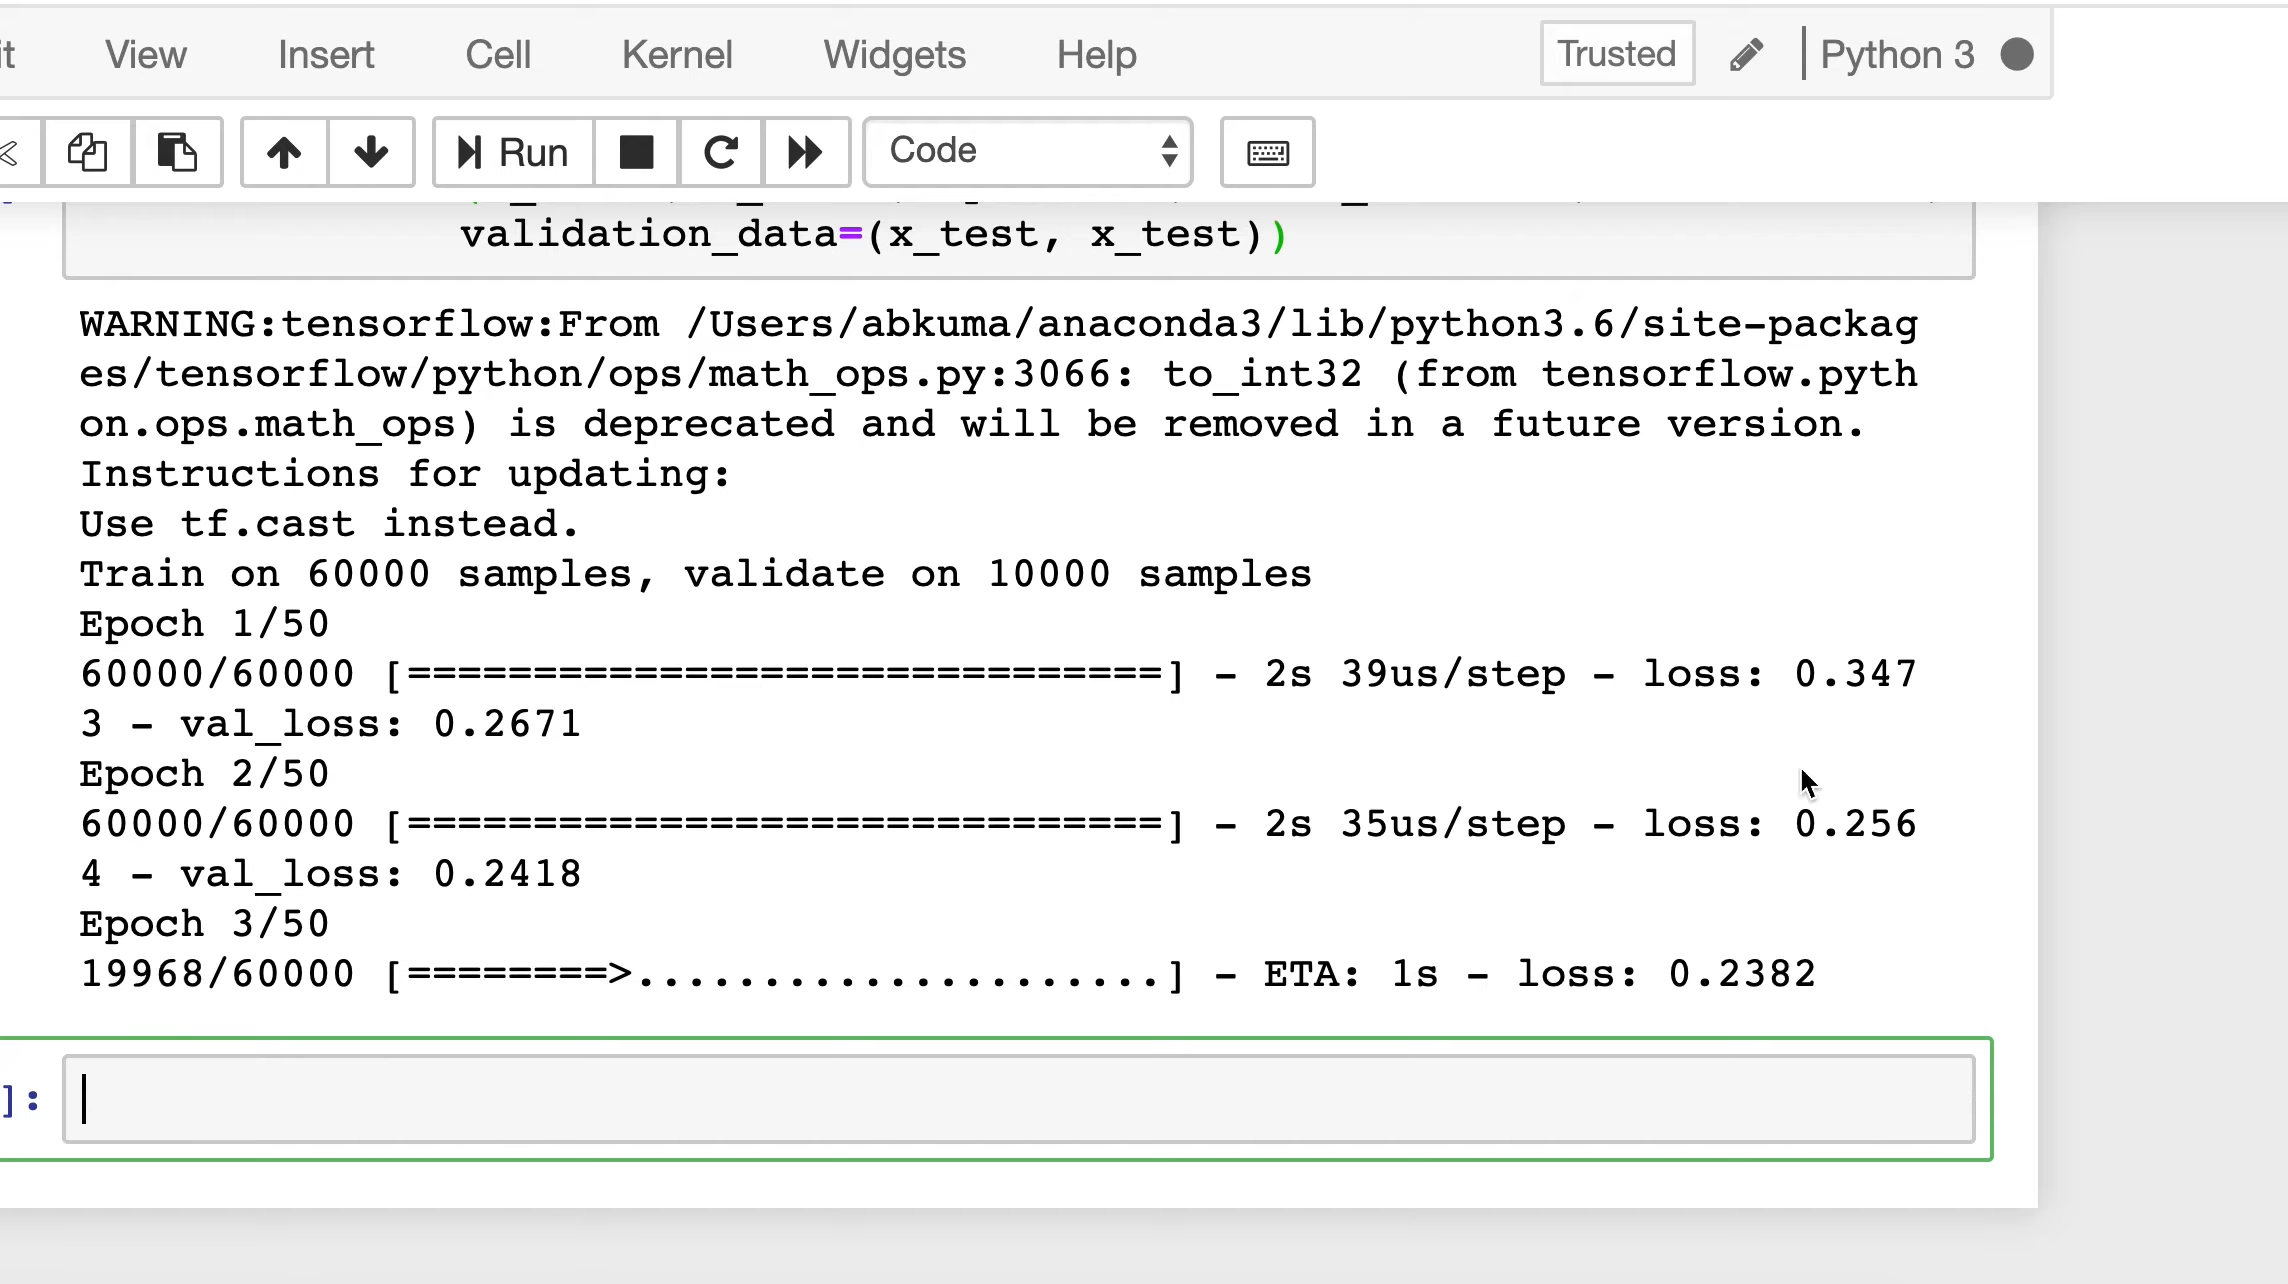 it View Insert Cell Kernel Widgets Help Trusted Python 3
Run Code
validation_data=(x_test, x_test))
WARNING:tensorflow:From /Users/abkuma/anaconda3/lib/python3.6/site-packag
es/tensorflow/python/ops/math_ops.py:3066: to_int32 (from tensorflow.pyth
on.ops.math_ops) is deprecated and will be removed in a future version.
Instructions for updating:
Use tf.cast instead.
Train on 60000 samples, validate on 10000 samples
Epoch 1/50
60000/60000 [==============================] - 2s 39us/step - loss: 0.347
3 - val_loss: 0.2671
Epoch 2/50
60000/60000 [==============================] - 2s 35us/step - loss: 0.256
4 - val_loss: 0.2418
Epoch 3/50
19968/60000 [========>.....................] - ETA: 1s - loss: 0.2382
]: